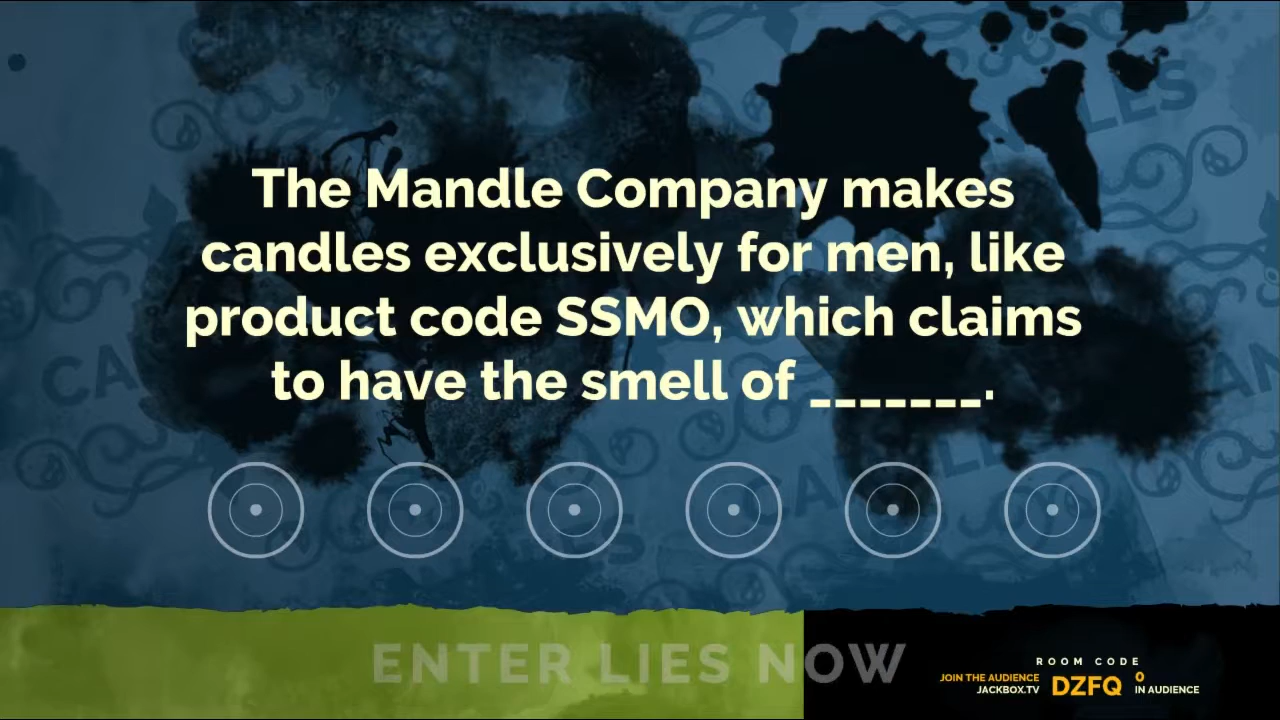 The Mandle Company makes
candles exclusively for men, like
product code SSMO, which claims
to have the smell of _______.
ENTER LIES NOW
ROOM CODE
JOIN THE AUDIENCE
JACKBOX.TV
DZFQ
0
IN AUDIENCE